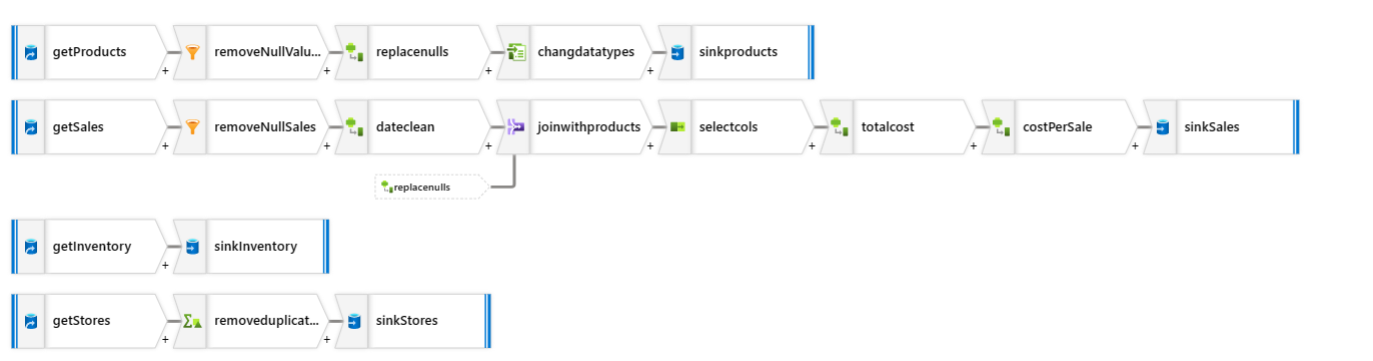 getProducts
removeNullValu...
replacenulls
changdatatypes
sinkproducts
+
+
+
+
getSales
removeNullSales
dateclean
joinwithproducts
selectcols
totalcost
costPerSale
sinkSales
+
+
+
+
+
+
+
replacenulls
getInventory
sinkInventory
+
getStores
removeduplicat...
sinkStores
+
+